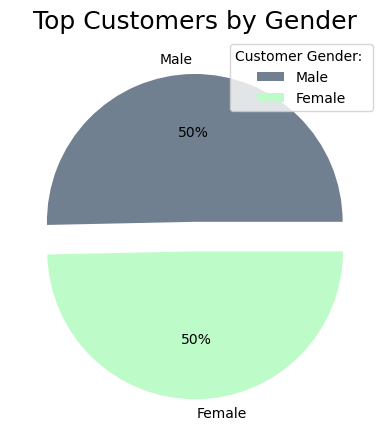 Top Customers by Gender
Male
Customer Gender:
Male
Female
50%
50%
Female